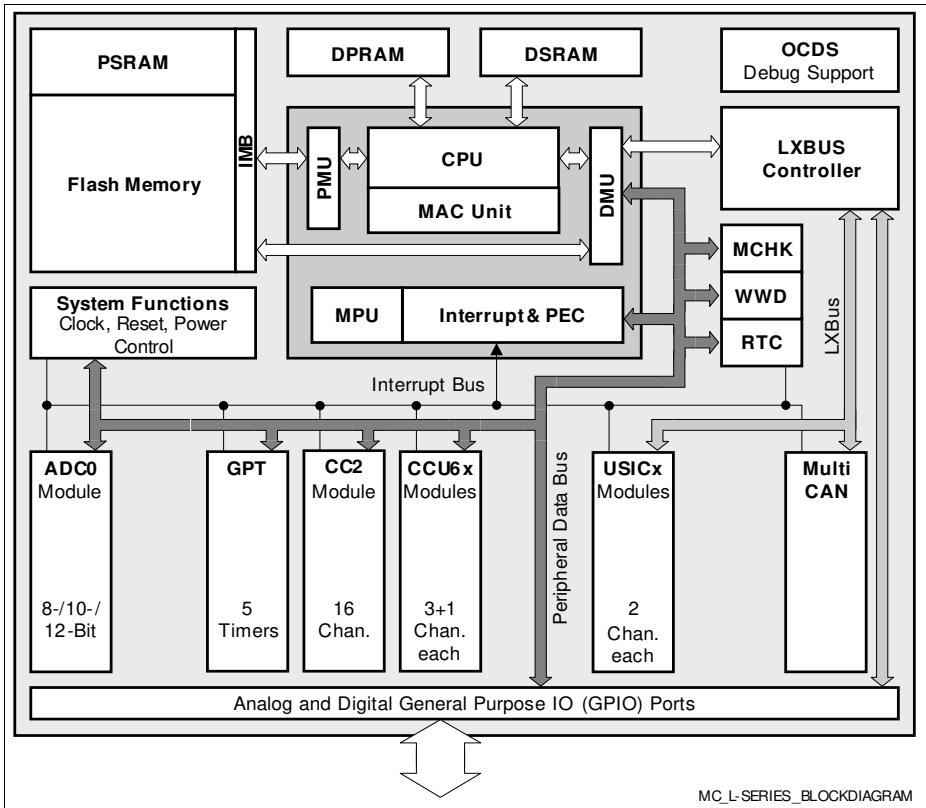 PSRAM
Flash Memory
IMB
DPRAM
DSRAM
OCDS
Debug Support
PMU
CPU
MAC Unit
DMU
LXBUS
Controller
MCHK
WWD
RTC
System Functions
Clock, Reset, Power
Control
MPU
Interrupt & PEC
Interrupt Bus
LXBus
Peripheral Data Bus
ADC0
Module
8-/10-/
12-Bit
GPT
5
Timers
CC2
Module
16
Chan.
CCU6x
Modules
3+1
Chan.
each
USICx
Modules
2
Chan.
each
Multi
CAN
Analog and Digital General Purpose IO (GPIO) Ports
MC_L-SERIES_BLOCKDIAGRAM